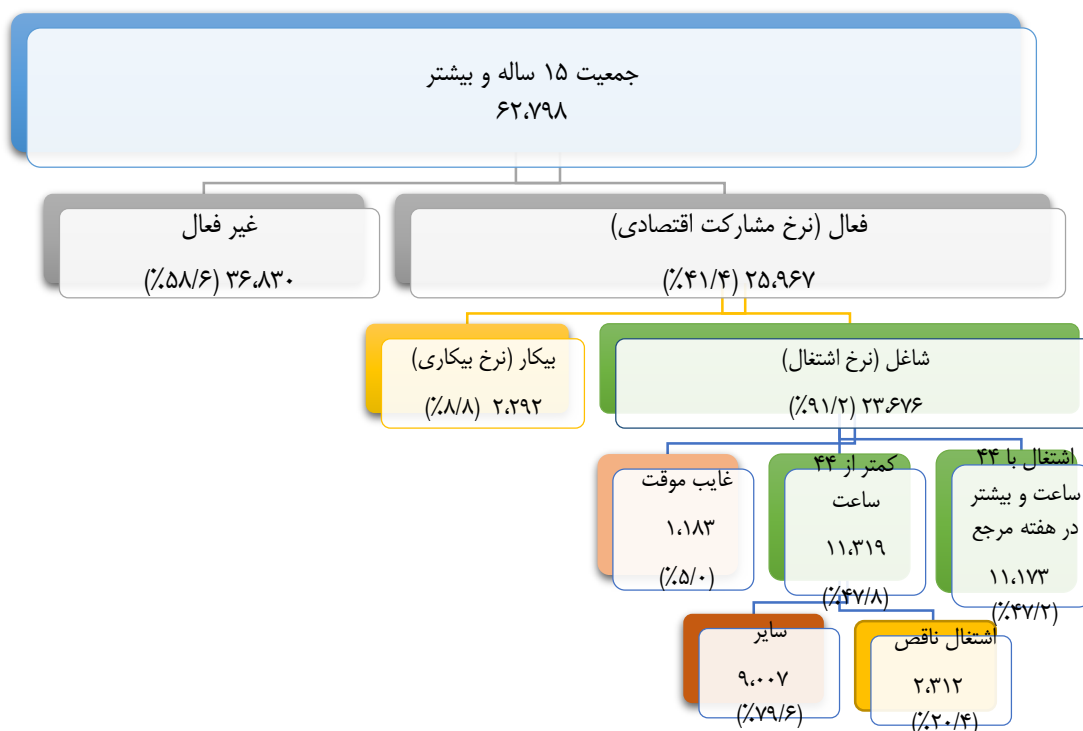 جمعیت ۱۵ ساله و بیشتر
۶۲،۷۹۸
فعال (نرخ مشارکت اقتصادی)
۲۵،۹۶۷ (٪۴۱/۴)
غیر فعال
۳۶،۸۳۰ (٪۵۸/۶)
شاغل (نرخ اشتغال)
۲۳،۶۷۶ (٪۹۱/۲)
بیکار (نرخ بیکاری)
۲،۲۹۲ (٪۸/۸)
اشتغال با ۴۴
ساعت و بیشتر
در هفته مرجع
۱۱،۱۷۳
(٪۴۷/۲)
کمتر از ۴۴
ساعت
۱۱،۳۱۹
(٪۴۷/۸)
غایب موقت
۱،۱۸۳
(٪۵/۰)
اشتغال ناقص
۲،۳۱۲
(٪۲۰/۴)
سایر
۹،۰۰۷
(٪۷۹/۶)